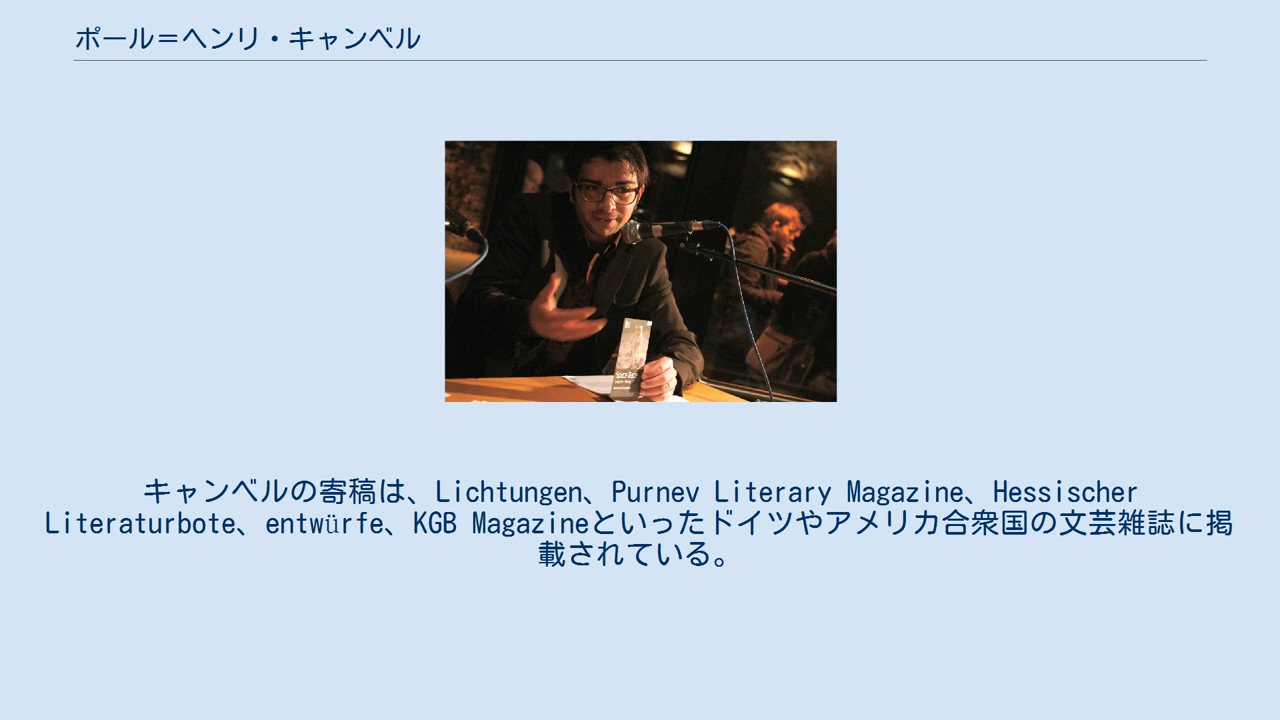 ポール＝ヘンリ・キャンベル
キャンベルの寄稿は、Lichtungen、Purnev Literary Magazine、Hessischer
Literaturbote、entwürfe、KGB Magazineといったドイツやアメリカ合衆国の文芸雑誌に掲
載されている。